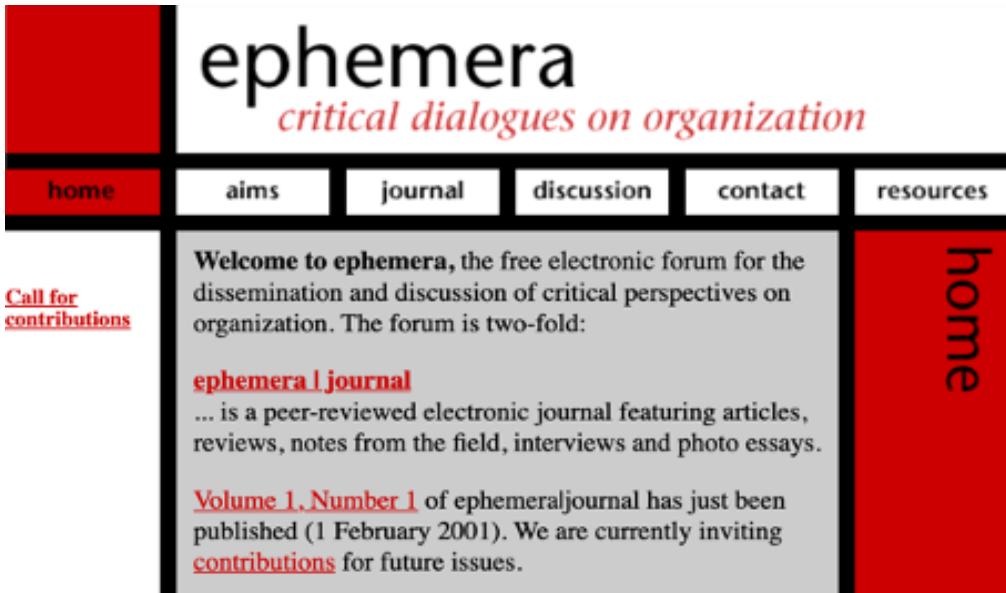 ephemera
critical dialogues on organization
home
aims
journal
discussion
contact
resources
Call for
contributions
Welcome to ephemera, the free electronic forum for the
dissemination and discussion of critical perspectives on
organization. The forum is two-fold:
ephemera | journal
... is a peer-reviewed electronic journal featuring articles,
reviews, notes from the field, interviews and photo essays.
Volume 1, Number 1 of ephemera|journal has just been
published (1 February 2001). We are currently inviting
contributions for future issues.
home